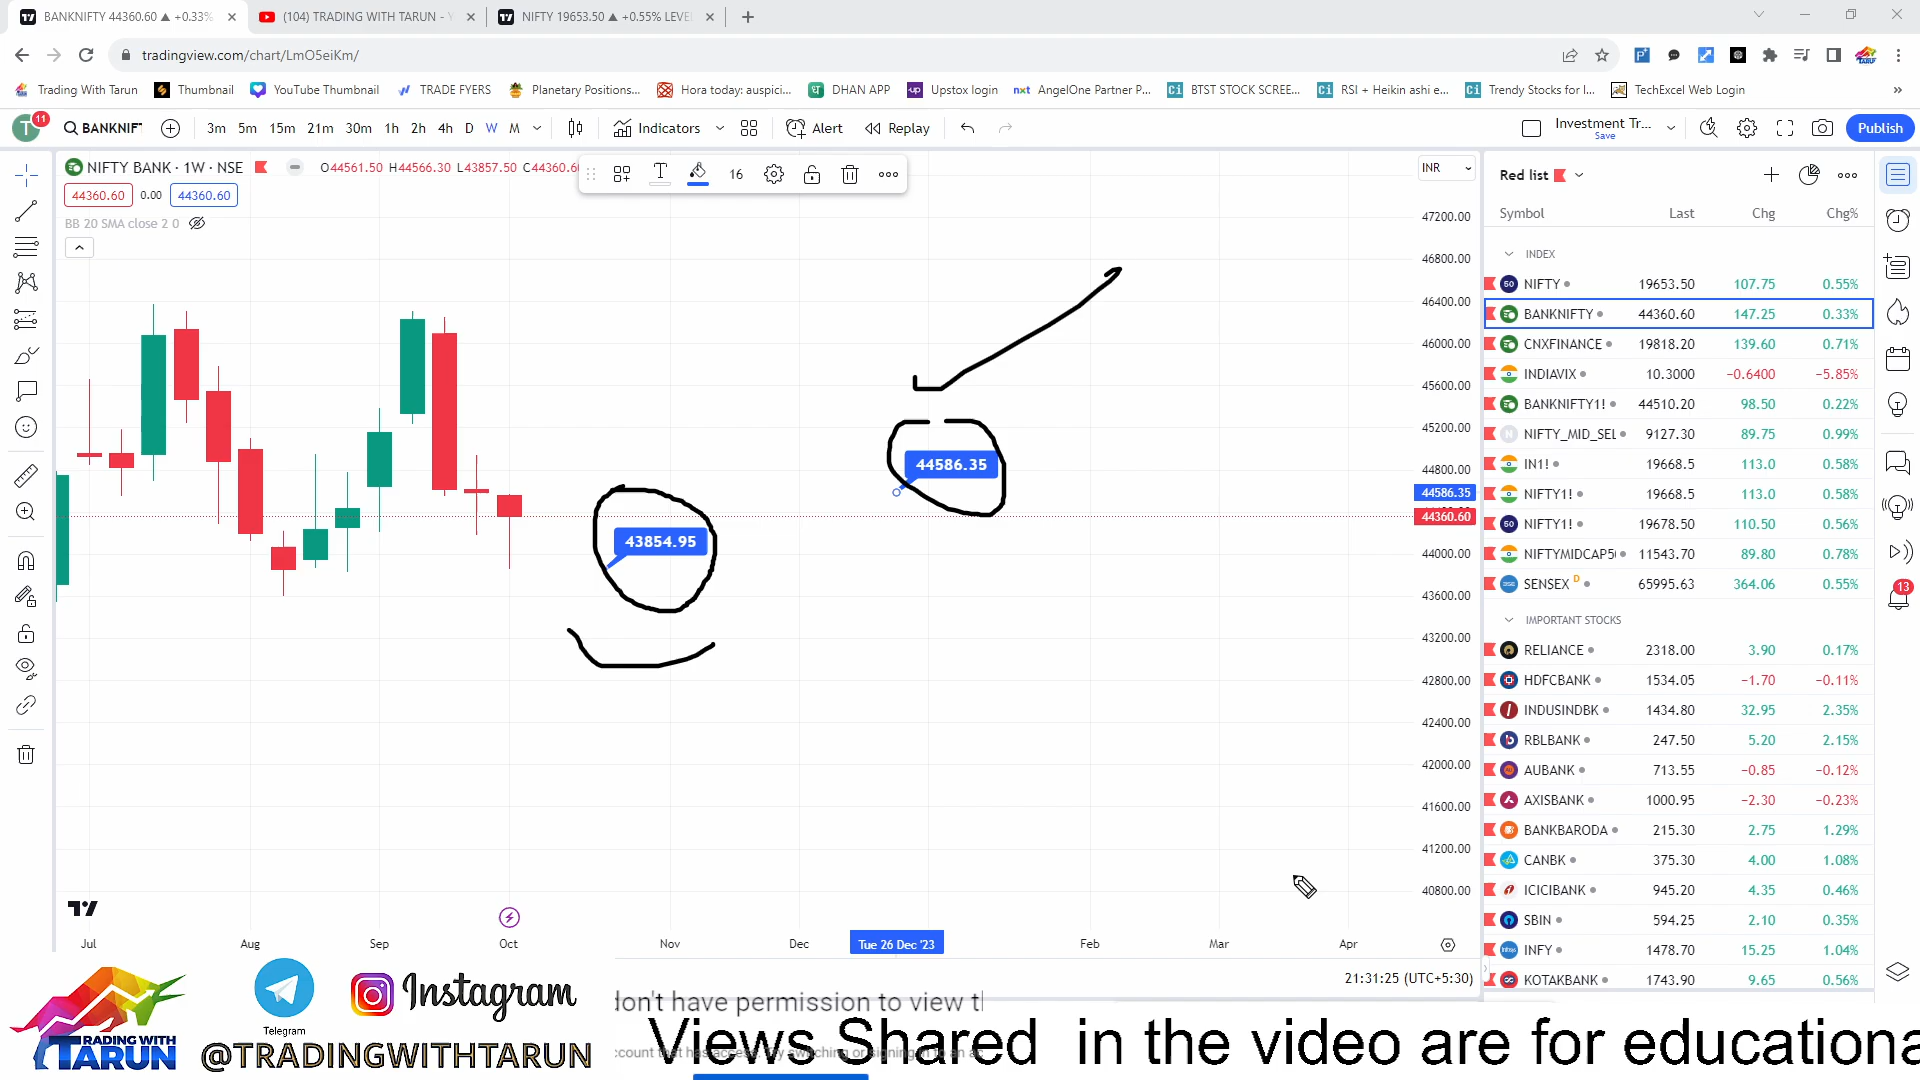 BANKNIFTY 44360.60 ▲ +0.33%
(104) TRADING WITH TARUN - Y
NIFTY 19653.50 ▲ +0.55% LEVE
tradingview.com/chart/LmO5eiKm/
Trading With Tarun
Thumbnail
YouTube Thumbnail
TRADE FYERS
Planetary Positions...
Hora today: auspici...
DHAN APP
Upstox login
AngelOne Partner P...
BTST STOCK SCREE...
RSI + Heikin ashi e...
Trendy Stocks for I...
TechExcel Web Login
T
11
BANKNIFT
3m 5m 15m 21m 30m 1h 2h 4h D W M
Indicators
Alert
Replay
Investment Tr...
Save
Publish
NIFTY BANK · 1W · NSE
O44561.50 H44566.30 L43857.50 C44360.60
44360.60 0.00 44360.60
BB 20 SMA close 2 0
16
INR
47200.00
46800.00
46400.00
46000.00
45600.00
45200.00
44800.00
44586.35
44360.60
44000.00
43600.00
43200.00
42800.00
42400.00
42000.00
41600.00
41200.00
40800.00
44586.35
43854.95
Jul Aug Sep Oct Nov Dec Tue 26 Dec '23 Feb Mar Apr
21:31:25 (UTC+5:30)
Red list
Symbol Last Chg Chg%
INDEX
NIFTY 19653.50 107.75 0.55%
BANKNIFTY 44360.60 147.25 0.33%
CNXFINANCE 19818.20 139.60 0.71%
INDIAVIX 10.3000 −0.6400 −5.85%
BANKNIFTY1! 44510.20 98.50 0.22%
NIFTY_MID_SEL 9127.30 89.75 0.99%
IN1! 19668.5 113.0 0.58%
NIFTY1! 19668.5 113.0 0.58%
NIFTY1! 19678.50 110.50 0.56%
NIFTYMIDCAP5 11543.70 89.80 0.78%
SENSEX D 65995.63 364.06 0.55%
IMPORTANT STOCKS
RELIANCE 2318.00 3.90 0.17%
HDFCBANK 1534.05 −1.70 −0.11%
INDUSINDBK 1434.80 32.95 2.35%
RBLBANK 247.50 5.20 2.15%
AUBANK 713.55 −0.85 −0.12%
AXISBANK 1000.95 −2.30 −0.23%
BANKBARODA 215.30 2.75 1.29%
CANBK 375.30 4.00 1.08%
ICICIBANK 945.20 4.35 0.46%
SBIN 594.25 2.10 0.35%
INFY 1478.70 15.25 1.04%
KOTAKBANK 1743.90 9.65 0.56%
13
TRADING WITH
TARUN
Telegram
Instagram
@TRADINGWITHTARUN
don't have permission to view t
Views Shared in the video are for educationa